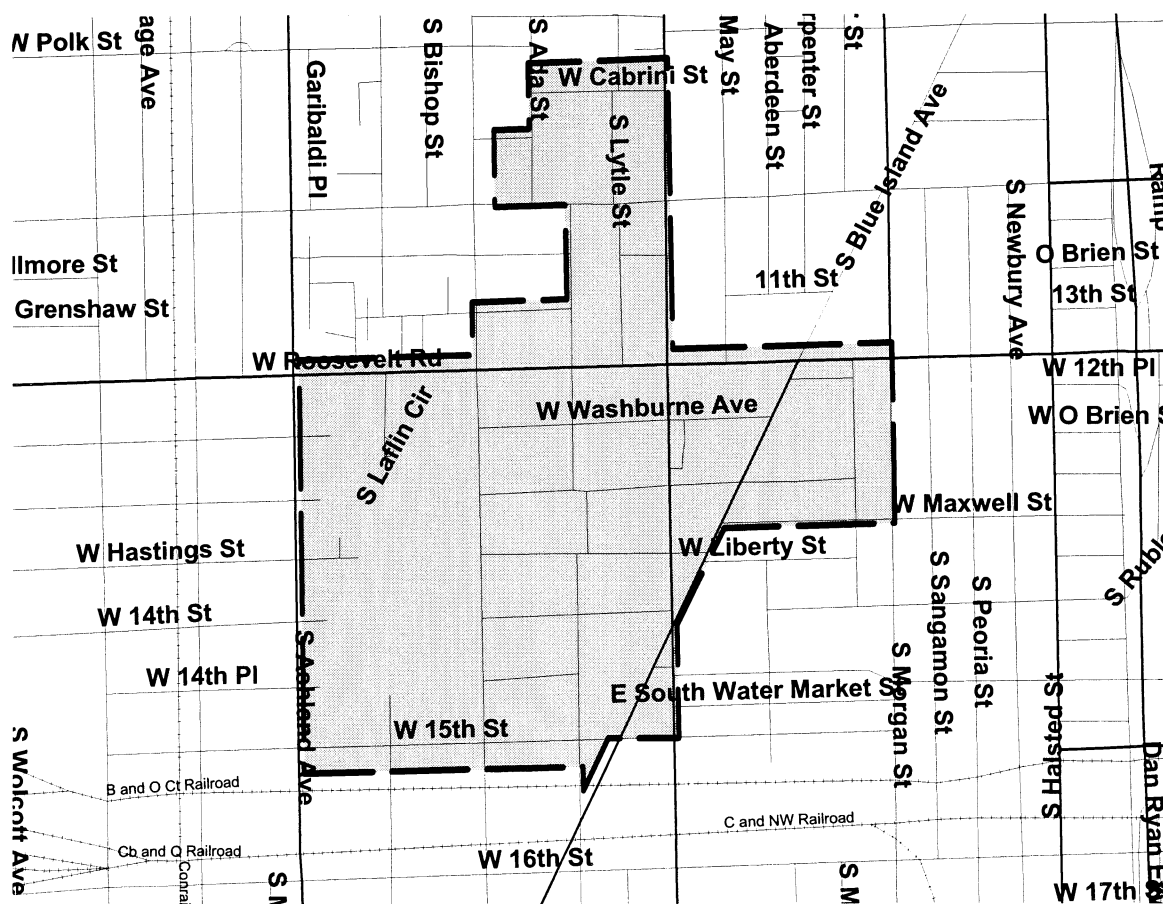 W Polk St
age Ave
S Bishop St
S Ada St
May St
Aberdeen St
rpenter St
St
W Cabrini St
Garibaldi Pl
S Lytle St
S Blue Island Ave
S Newbury Ave
Ramp
llmore St
O Brien St
11th St
13th St
Grenshaw St
W Roosevelt Rd
W 12th Pl
S Laflin Cir
W Washburne Ave
W O Brien S
W Maxwell St
W Hastings St
W Liberty St
S Ruble
S Sangamon St
S Peoria St
W 14th St
S Ashland Ave
S Morgan St
W 14th Pl
E South Water Market St
S Halsted St
W 15th St
S Wolcott Ave
Dan Ryan E
B and O Ct Railroad
C and NW Railroad
Cb and Q Railroad
Conrai
W 16th St
S M
S M
W 17th S